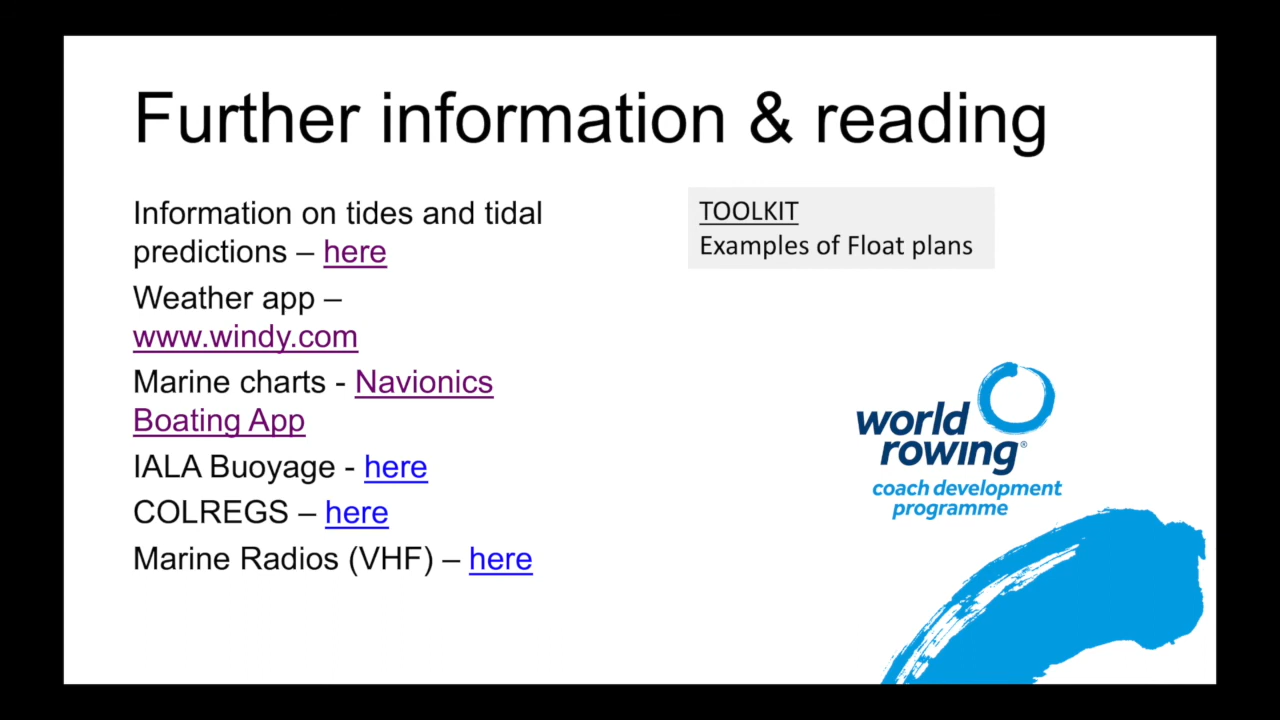 Further information & reading
Information on tides and tidal
predictions – here
Weather app –
www.windy.com
Marine charts - Navionics
Boating App
IALA Buoyage - here
COLREGS – here
Marine Radios (VHF) – here
TOOLKIT
Examples of Float plans
world
rowing®
coach development
programme